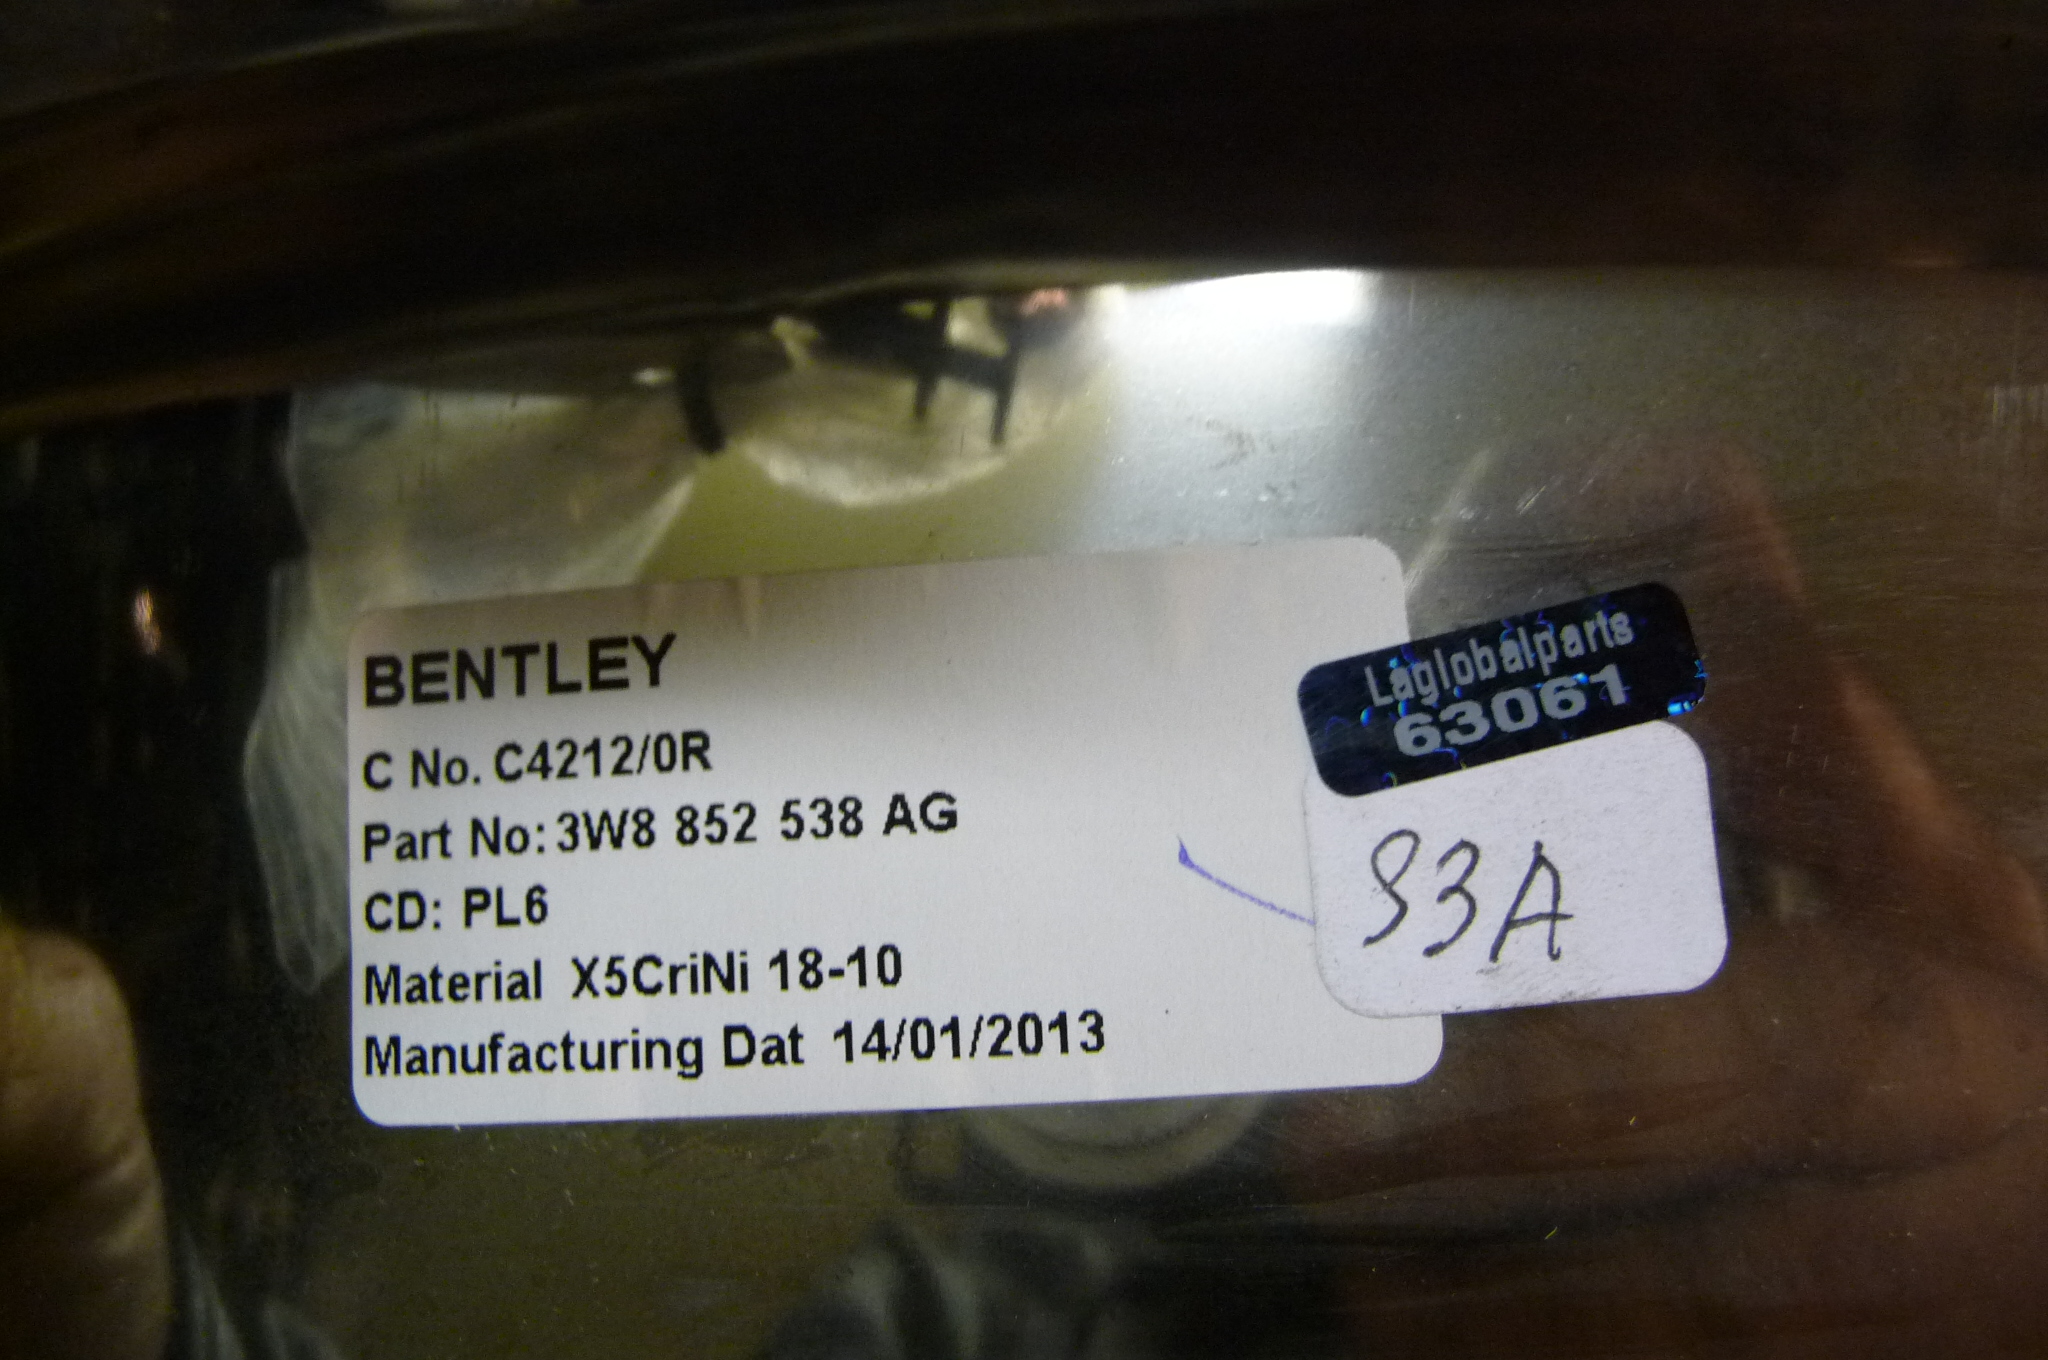 BENTLEY
C No. C4212/0R
Part No: 3W8 852 538 AG
CD: PL6
Material X5CriNi 18-10
Manufacturing Dat 14/01/2013
Laglobalparts
63061
93A